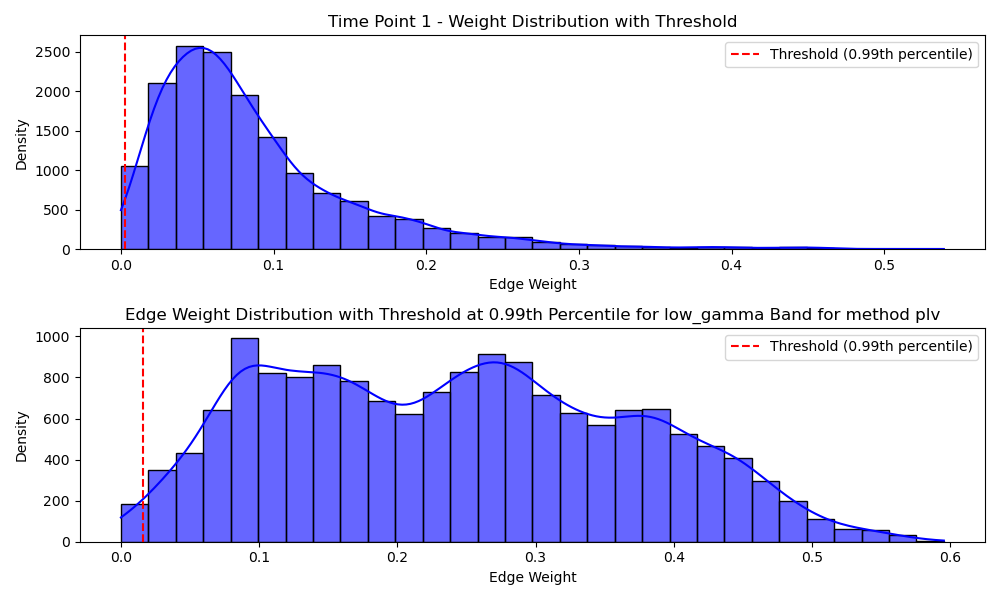 Time Point 1 - Weight Distribution with Threshold
Threshold (0.99th percentile)
Density
2500
2000
1500
1000
500
0
0.0 0.1 0.2 0.3 0.4 0.5
Edge Weight
Edge Weight Distribution with Threshold at 0.99th Percentile for low_gamma Band for method plv
Threshold (0.99th percentile)
Density
1000
800
600
400
200
0
0.0 0.1 0.2 0.3 0.4 0.5 0.6
Edge Weight